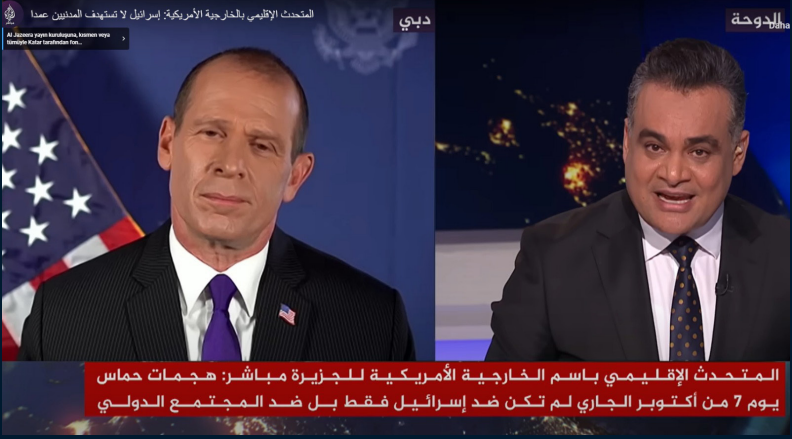 المتحدث الإقليمي بالخارجية الأمريكية: إسرائيل لا تستهدف المدنيين عمدا
Al Jazeera yayın kuruluşuna, kısmen veya
tümüyle Katar tarafından fon...
دبي
الدوحة
Daha
المتحدث الإقليمي باسم الخارجية الأمريكية للجزيرة مباشر: هجمات حماس
يوم 7 من أكتوبر الجاري لم تكن ضد إسرائيل فقط بل ضد المجتمع الدولي